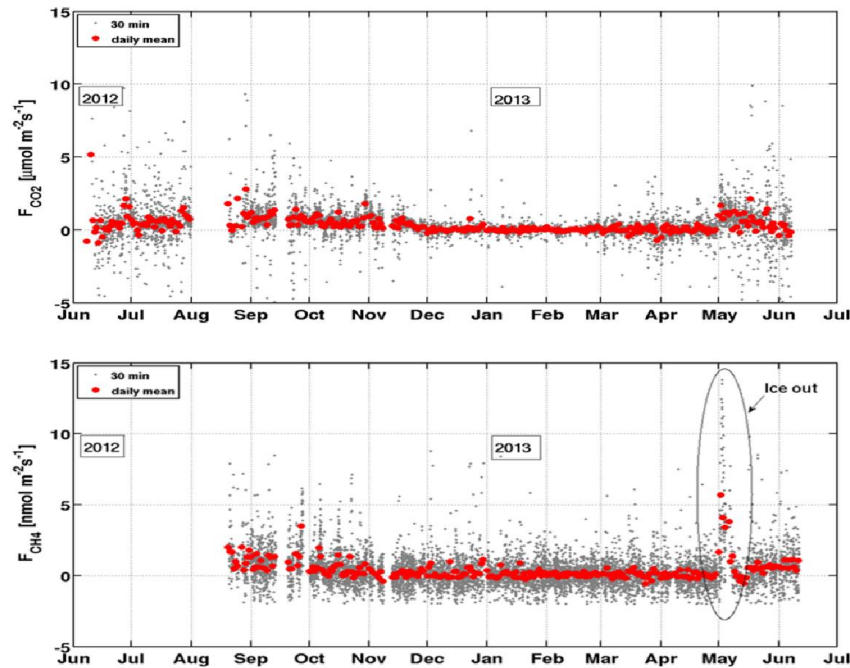 15
30 min
daily mean
10
2012
2013
5
F_CO2 [μmol m⁻²s⁻¹]
0
-5
Jun Jul Aug Sep Oct Nov Dec Jan Feb Mar Apr May Jun Jul
15
30 min
daily mean
Ice out
10
2012
2013
5
F_CH4 [nmol m⁻²s⁻¹]
0
-5
Jun Jul Aug Sep Oct Nov Dec Jan Feb Mar Apr May Jun Jul